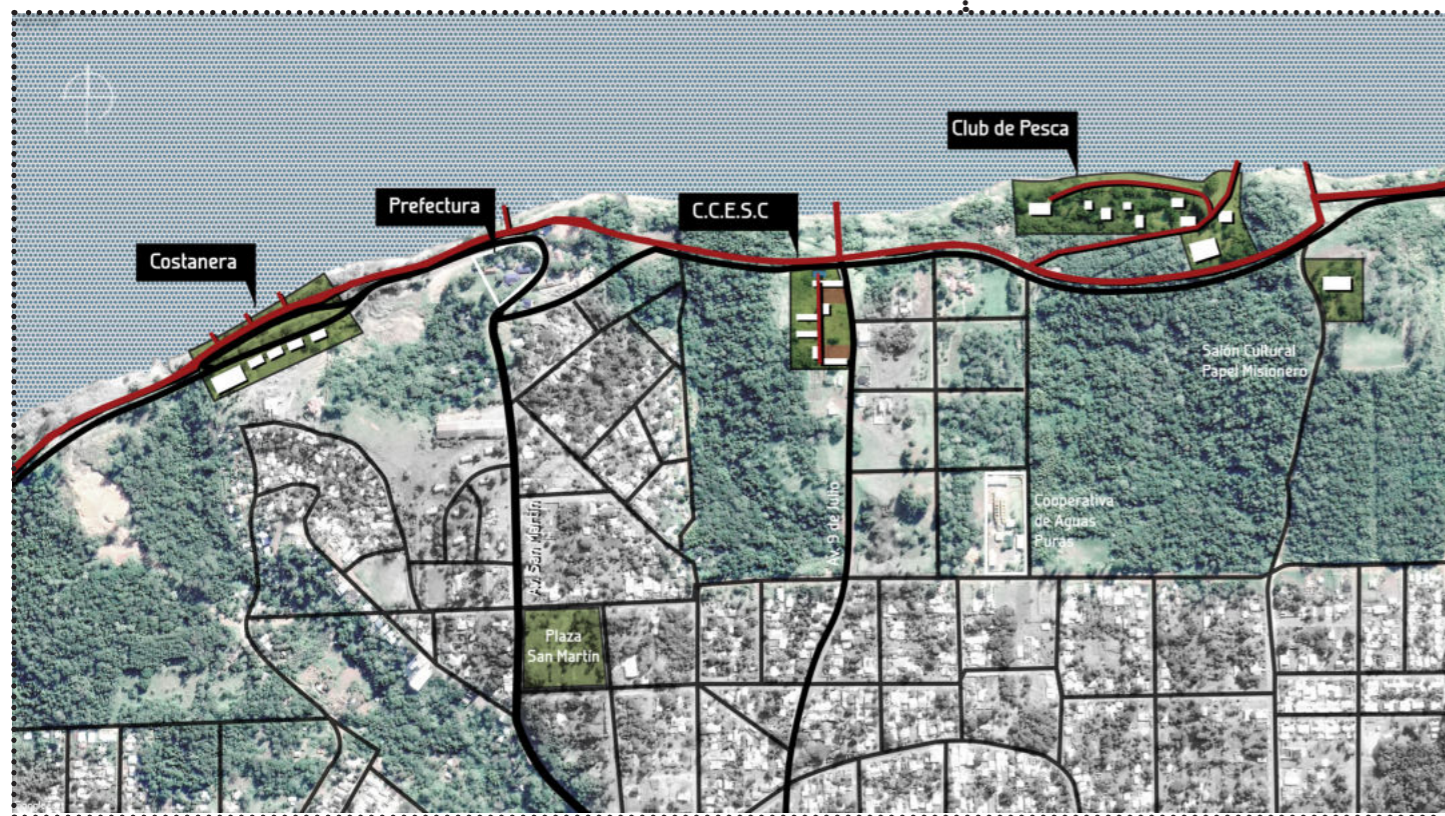 Club de Pesca
Prefectura
C.C.E.S.C
Costanera
Salón Cultural
Papel Misionero
Av. San Martín
Av. 9 de Julio
Cooperativa
de Aguas
Puras
Plaza
San Martín
Google